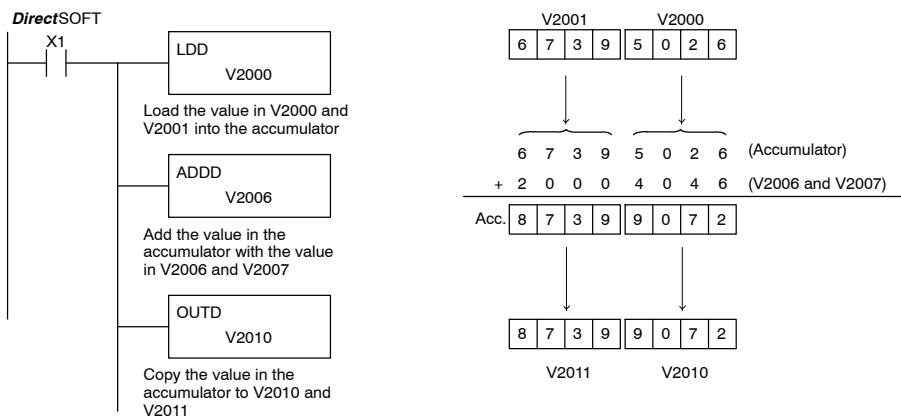 DirectSOFT
X1
LDD
V2000
Load the value in V2000 and
V2001 into the accumulator
ADDD
V2006
Add the value in the
accumulator with the value
in V2006 and V2007
OUTD
V2010
Copy the value in the
accumulator to V2010 and
V2011
V2001 V2000
6 7 3 9 5 0 2 6
6 7 3 9 5 0 2 6 (Accumulator)
+ 2 0 0 0 4 0 4 6 (V2006 and V2007)
Acc. 8 7 3 9 9 0 7 2
8 7 3 9 9 0 7 2
V2011 V2010